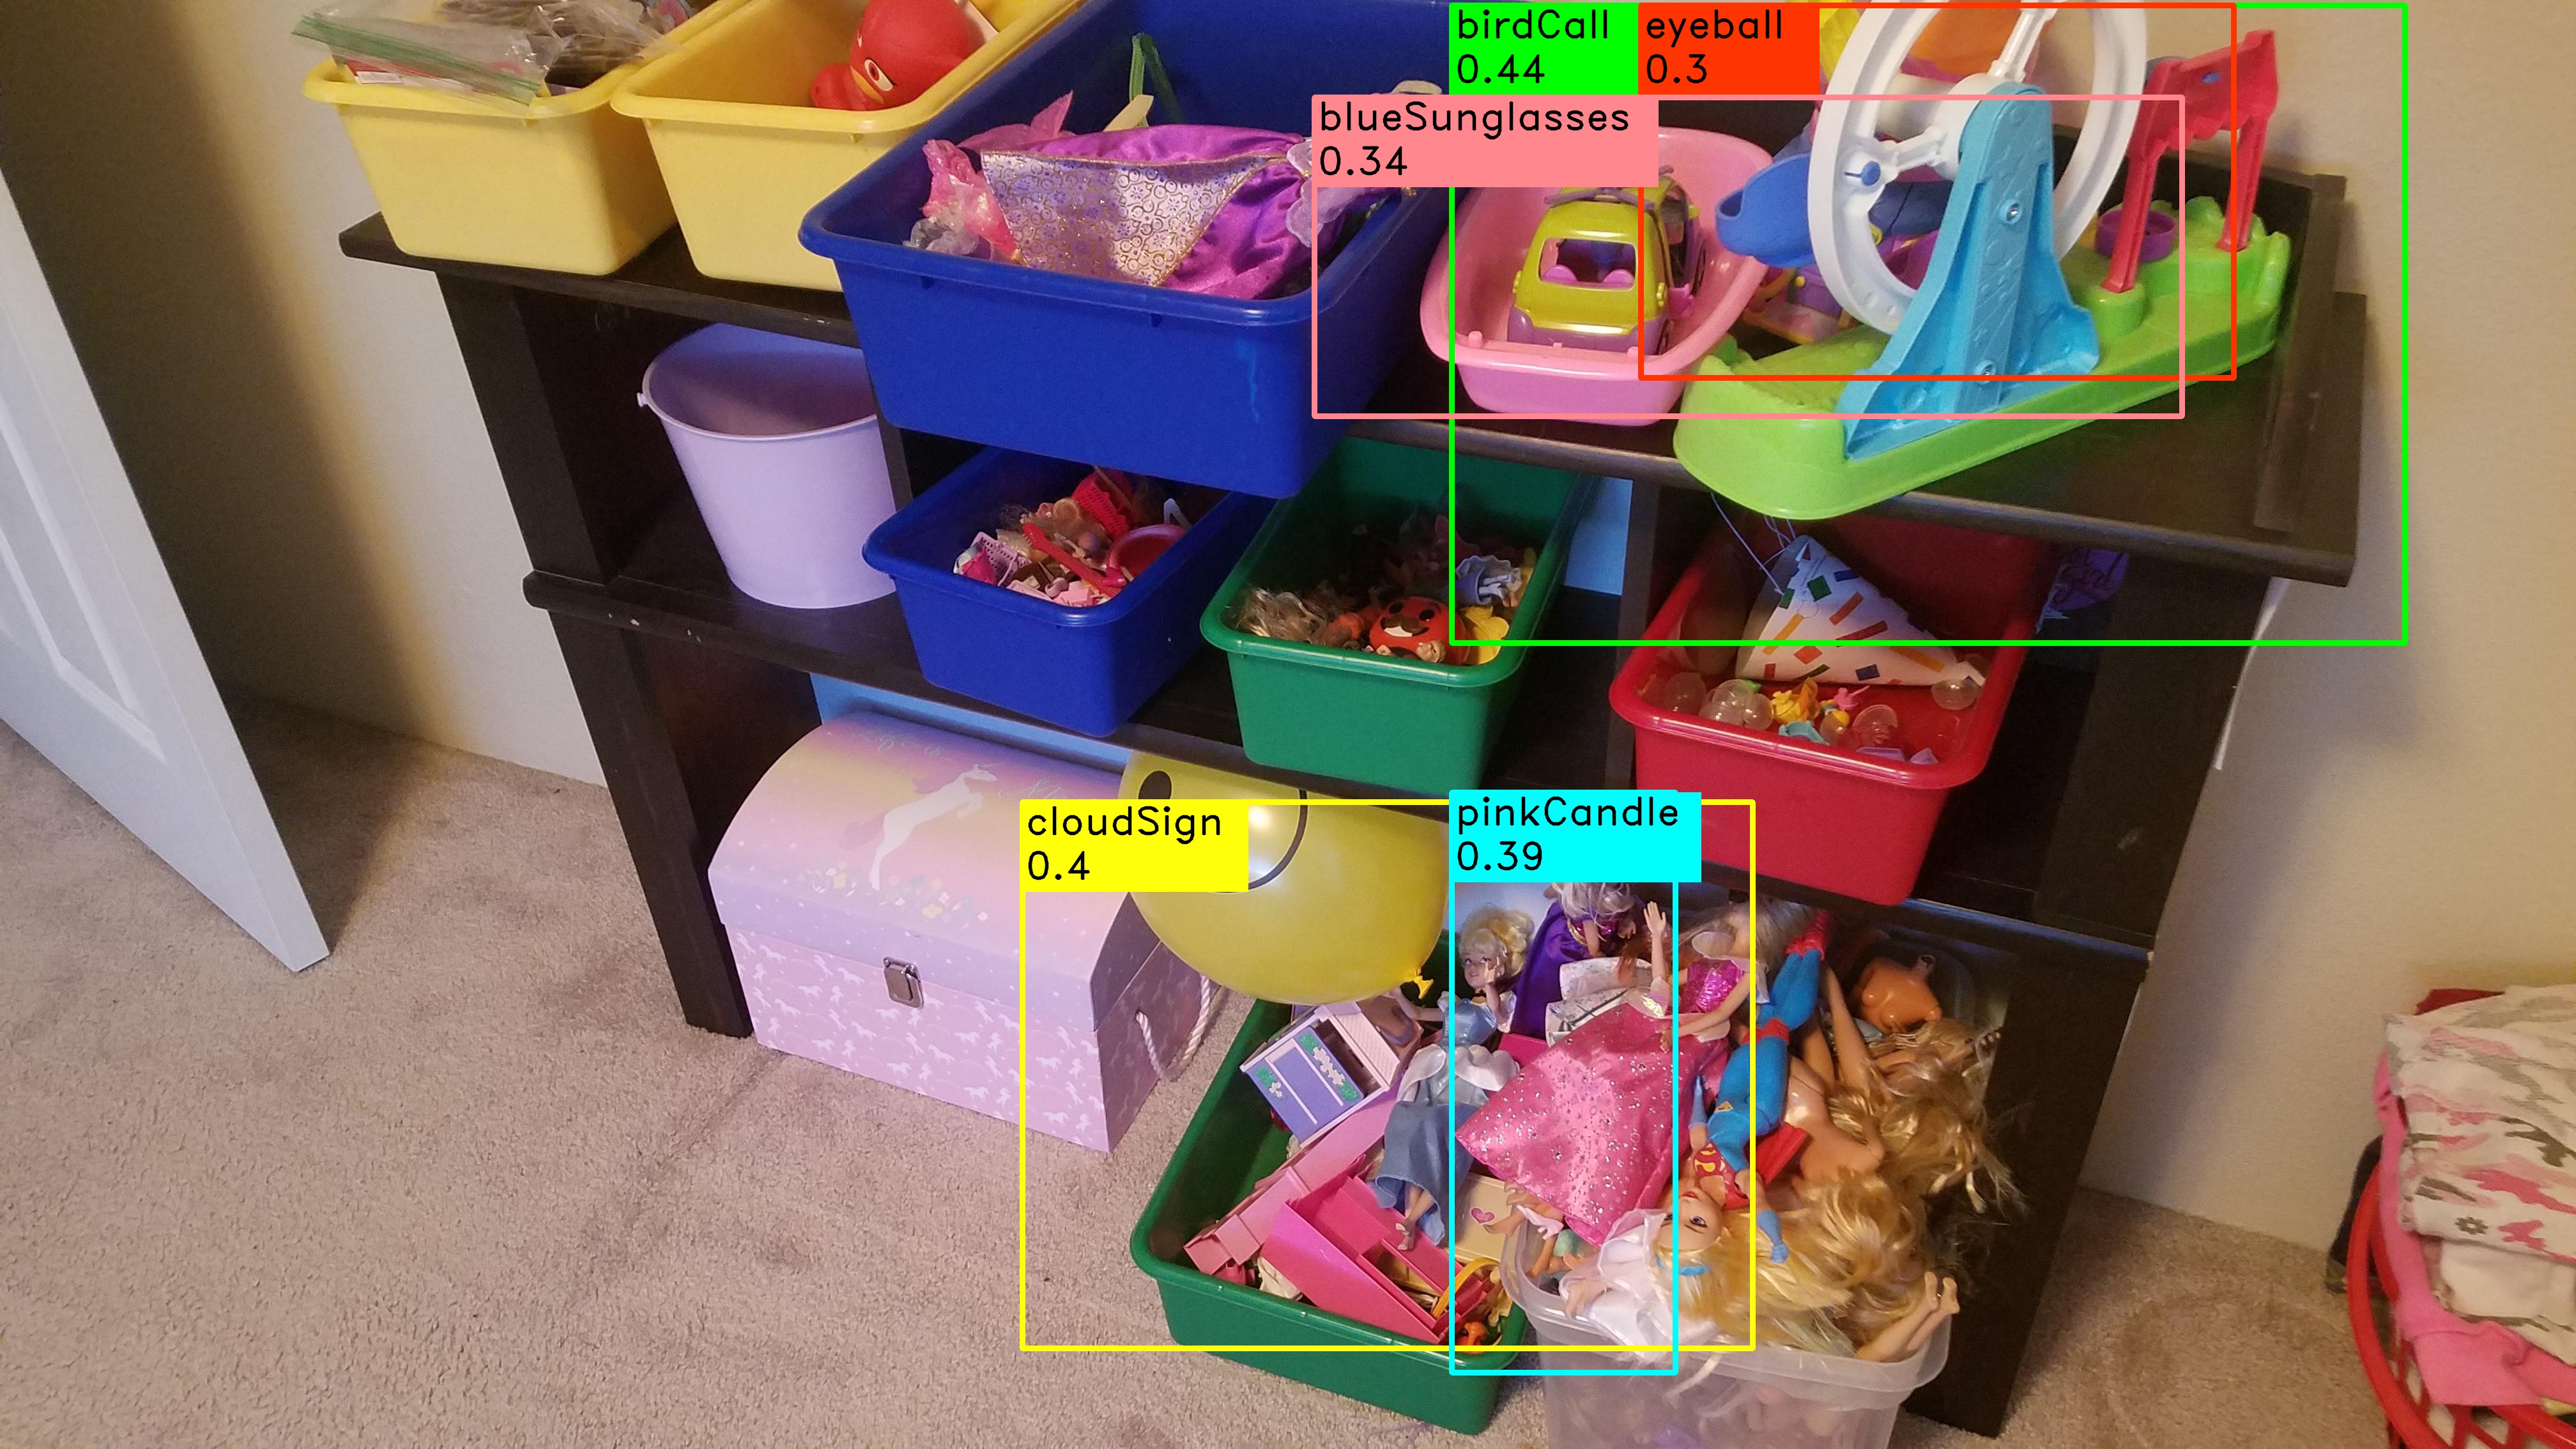 birdCall
0.44
eyeball
0.3
blueSunglasses
0.34
cloudSign
0.4
pinkCandle
0.39